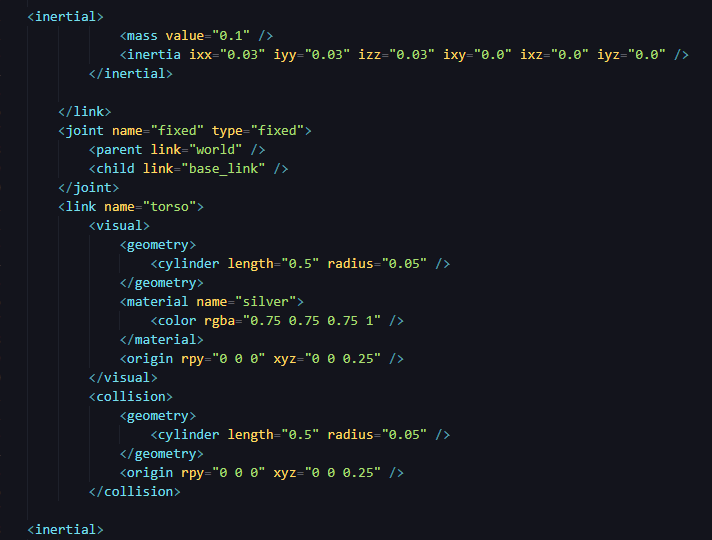 <inertial>
<mass value="0.1" />
<inertia ixx="0.03" iyy="0.03" izz="0.03" ixy="0.0" ixz="0.0" iyz="0.0" />
</inertial>
</link>
<joint name="fixed" type="fixed">
<parent link="world" />
<child link="base_link" />
</joint>
<link name="torso">
<visual>
<geometry>
<cylinder length="0.5" radius="0.05" />
</geometry>
<material name="silver">
<color rgba="0.75 0.75 0.75 1" />
</material>
<origin rpy="0 0 0" xyz="0 0 0.25" />
</visual>
<collision>
<geometry>
<cylinder length="0.5" radius="0.05" />
</geometry>
<origin rpy="0 0 0" xyz="0 0 0.25" />
</collision>
<inertial>